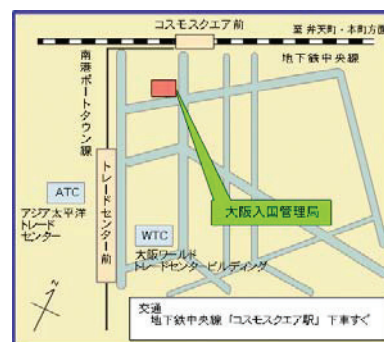 コスモスクエア前
至 弁天町・本町方面
地下鉄中央線
南港ポートタウン線
トレードセンター前
ATC
アジア太平洋
トレード
センター
WTC
大阪ワールド
トレードセンタービルディング
大阪入国管理局
N
交通
地下鉄中央線「コスモスクエア駅」下車すぐ